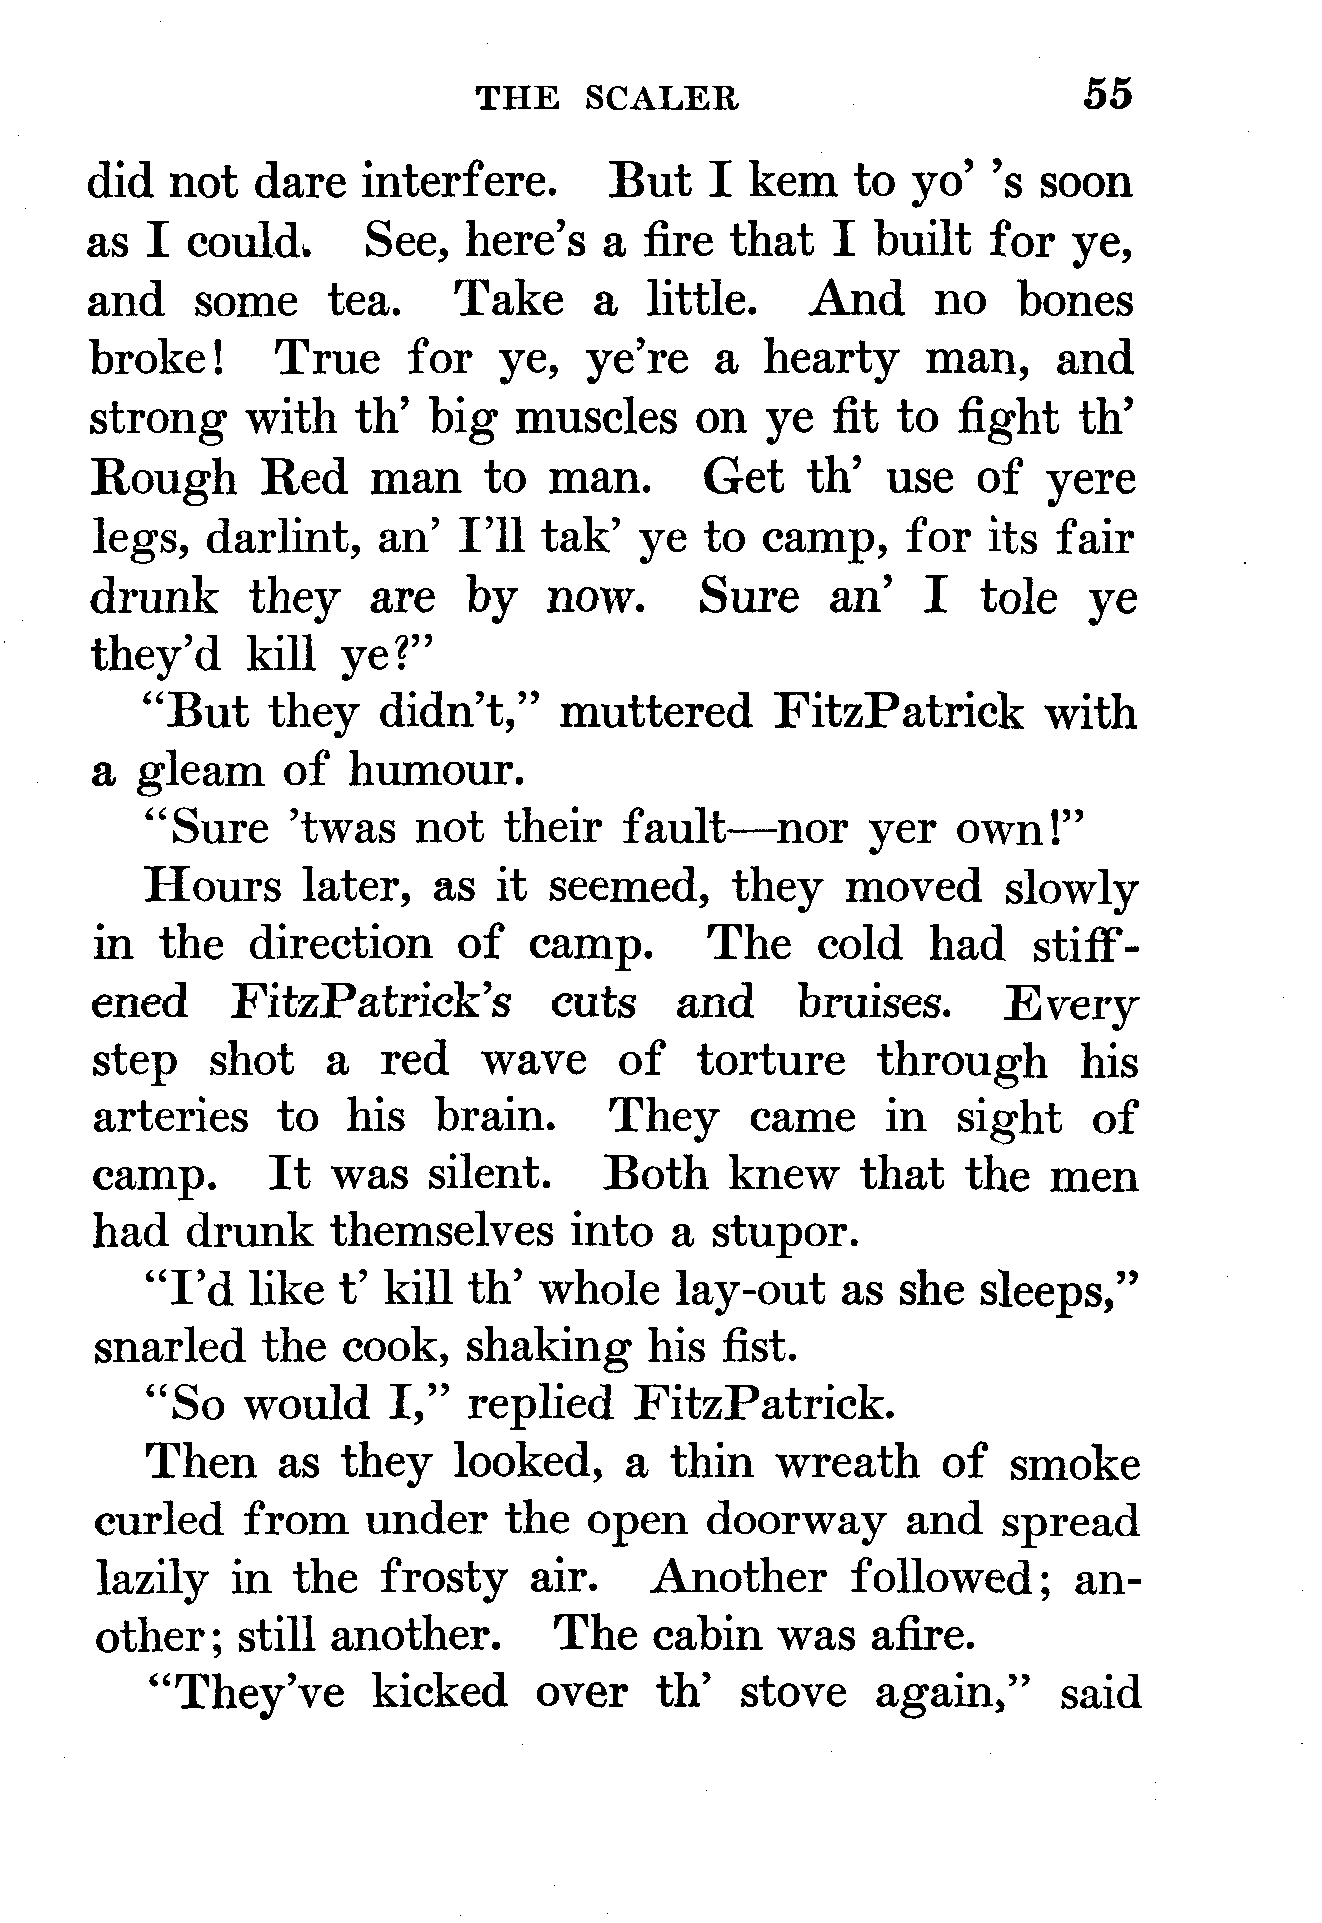 THE SCALER 55
did not dare interfere. But I kem to yo’ ’s soon
as I could. See, here’s a fire that I built for ye,
and some tea. Take a little. And no bones
broke! True for ye, ye’re a hearty man, and
strong with th’ big muscles on ye fit to fight th’
Rough Red man to man. Get th’ use of yere
legs, darlint, an’ I’ll tak’ ye to camp, for its fair
drunk they are by now. Sure an’ I tole ye
they’d kill ye?”
“But they didn’t,” muttered FitzPatrick with
a gleam of humour.
“Sure ’twas not their fault—nor yer own!”
Hours later, as it seemed, they moved slowly
in the direction of camp. The cold had stiff-
ened FitzPatrick’s cuts and bruises. Every
step shot a red wave of torture through his
arteries to his brain. They came in sight of
camp. It was silent. Both knew that the men
had drunk themselves into a stupor.
“I’d like t’ kill th’ whole lay-out as she sleeps,”
snarled the cook, shaking his fist.
“So would I,” replied FitzPatrick.
Then as they looked, a thin wreath of smoke
curled from under the open doorway and spread
lazily in the frosty air. Another followed; an-
other; still another. The cabin was afire.
“They’ve kicked over th’ stove again,” said